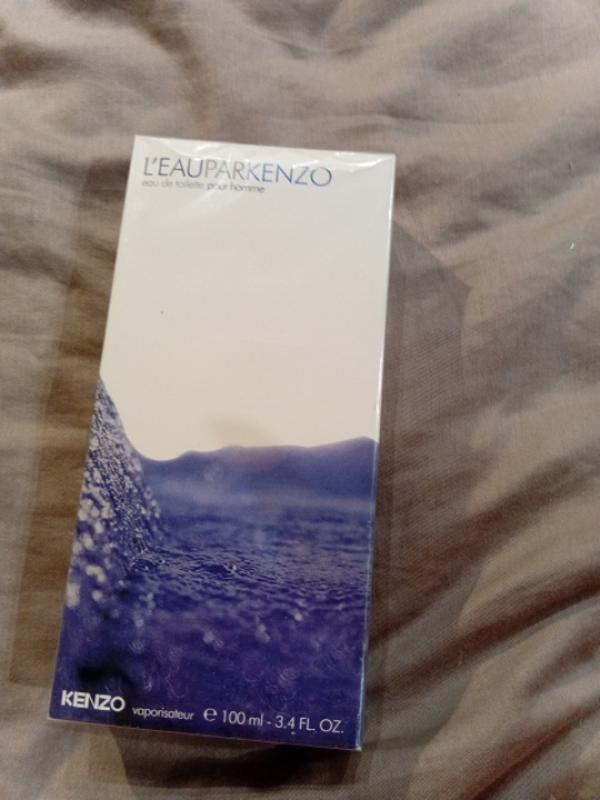 L'EAUPARKENZO
eau de toilette pour homme
KENZO vaporisateur ℮ 100 ml - 3.4 FL. OZ.